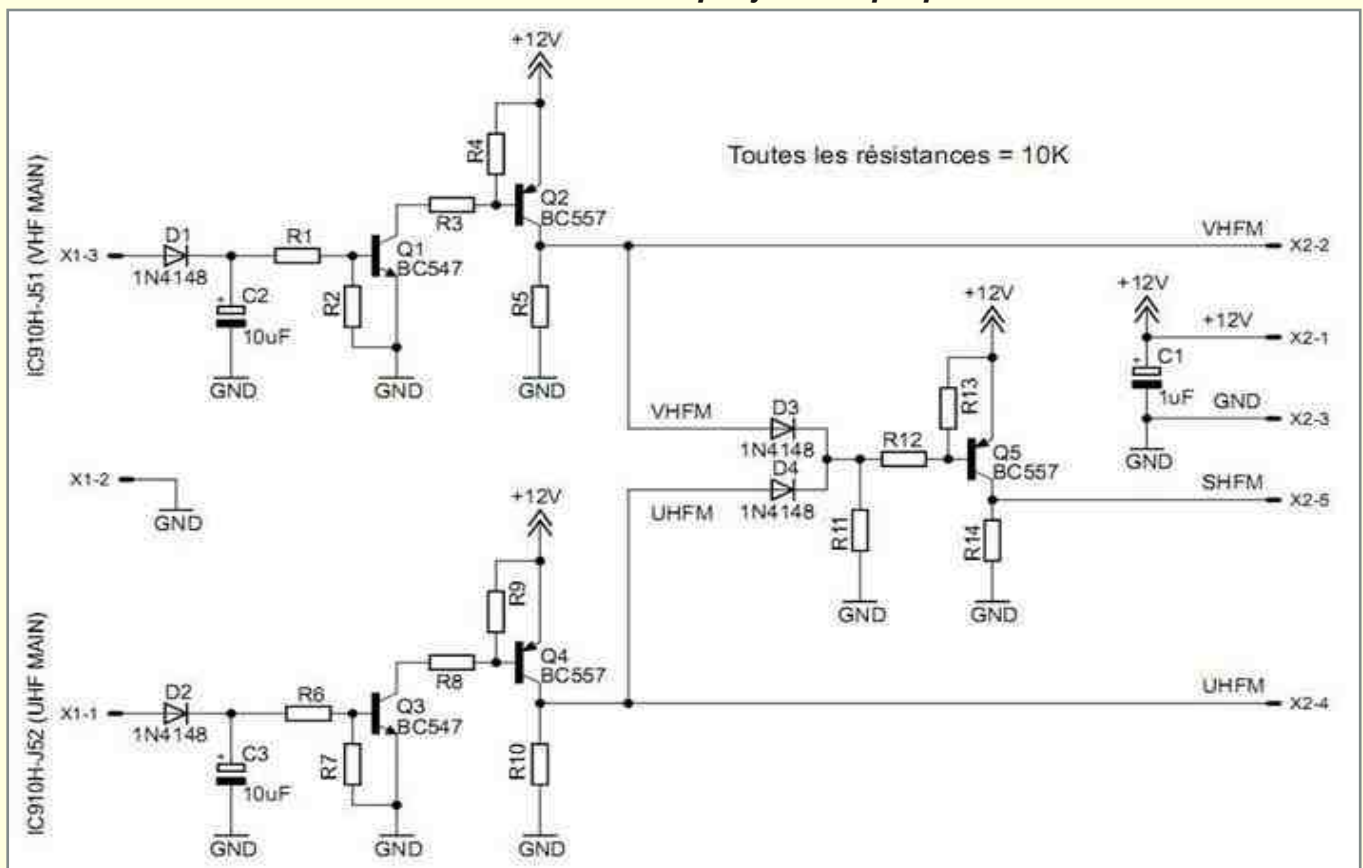 +12V
R4
Toutes les résistances = 10K
IC910H-J51 (VHF MAIN)
Q2
BC557
R3
VHFM
X2-2
X1-3
D1
1N4148
R1
Q1
BC547
C2
+
10uF
R2
R5
+12V
+12V
+12V
X2-1
C1
+
1uF
GND
GND
GND
GND
X2-3
GND
R13
VHFM
D3
1N4148
R12
Q5
BC557
D4
1N4148
UHFM
SHFM
X2-5
X1-2
GND
+12V
R11
R14
GND
GND
R9
IC910H-J52 (UHF MAIN)
Q4
BC557
R8
UHFM
X2-4
X1-1
D2
1N4148
R6
Q3
BC547
C3
+
10uF
R7
R10
GND
GND
GND